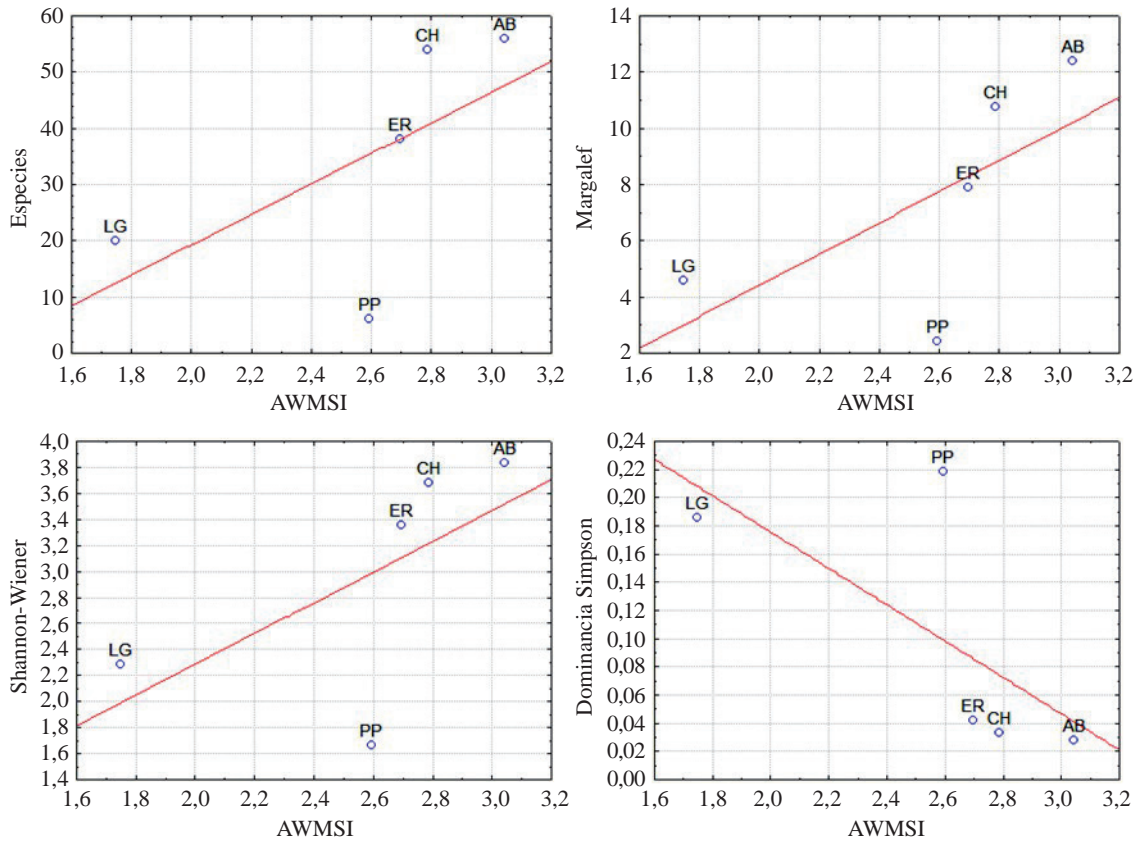 60
50
40
30
20
10
0
Especies
LG
PP
ER
CH
AB
1,6 1,8 2,0 2,2 2,4 2,6 2,8 3,0 3,2
AWMSI
14
12
10
8
6
4
2
Margalef
LG
PP
ER
CH
AB
1,6 1,8 2,0 2,2 2,4 2,6 2,8 3,0 3,2
AWMSI
4,0
3,8
3,6
3,4
3,2
3,0
2,8
2,6
2,4
2,2
2,0
1,8
1,6
1,4
Shannon-Wiener
LG
PP
ER
CH
AB
1,6 1,8 2,0 2,2 2,4 2,6 2,8 3,0 3,2
AWMSI
0,24
0,22
0,20
0,18
0,16
0,14
0,12
0,10
0,08
0,06
0,04
0,02
0,00
Dominancia Simpson
PP
LG
ER
CH
AB
1,6 1,8 2,0 2,2 2,4 2,6 2,8 3,0 3,2
AWMSI